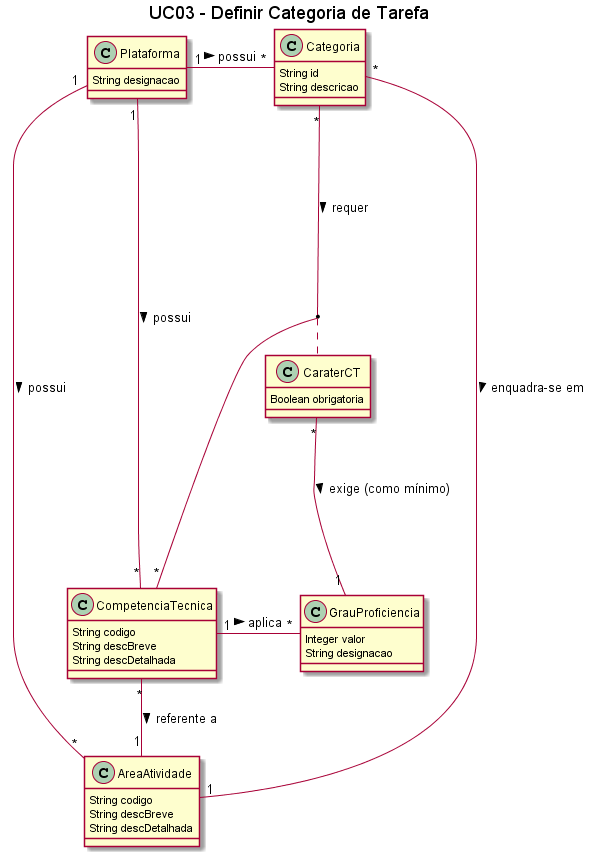 UC03 - Definir Categoria de Tarefa
C Plataforma
String designacao
1 possui *
C Categoria
String id
String descricao
1
1
*
*
requer
possui
C CaraterCT
Boolean obrigatoria
possui
enquadra-se em
*
exige (como mínimo)
*
*
1
C CompetenciaTecnica
String codigo
String descBreve
String descDetalhada
1 aplica *
C GrauProficiencia
Integer valor
String designacao
*
referente a
*
1
C AreaAtividade
String codigo
String descBreve
String descDetalhada
1